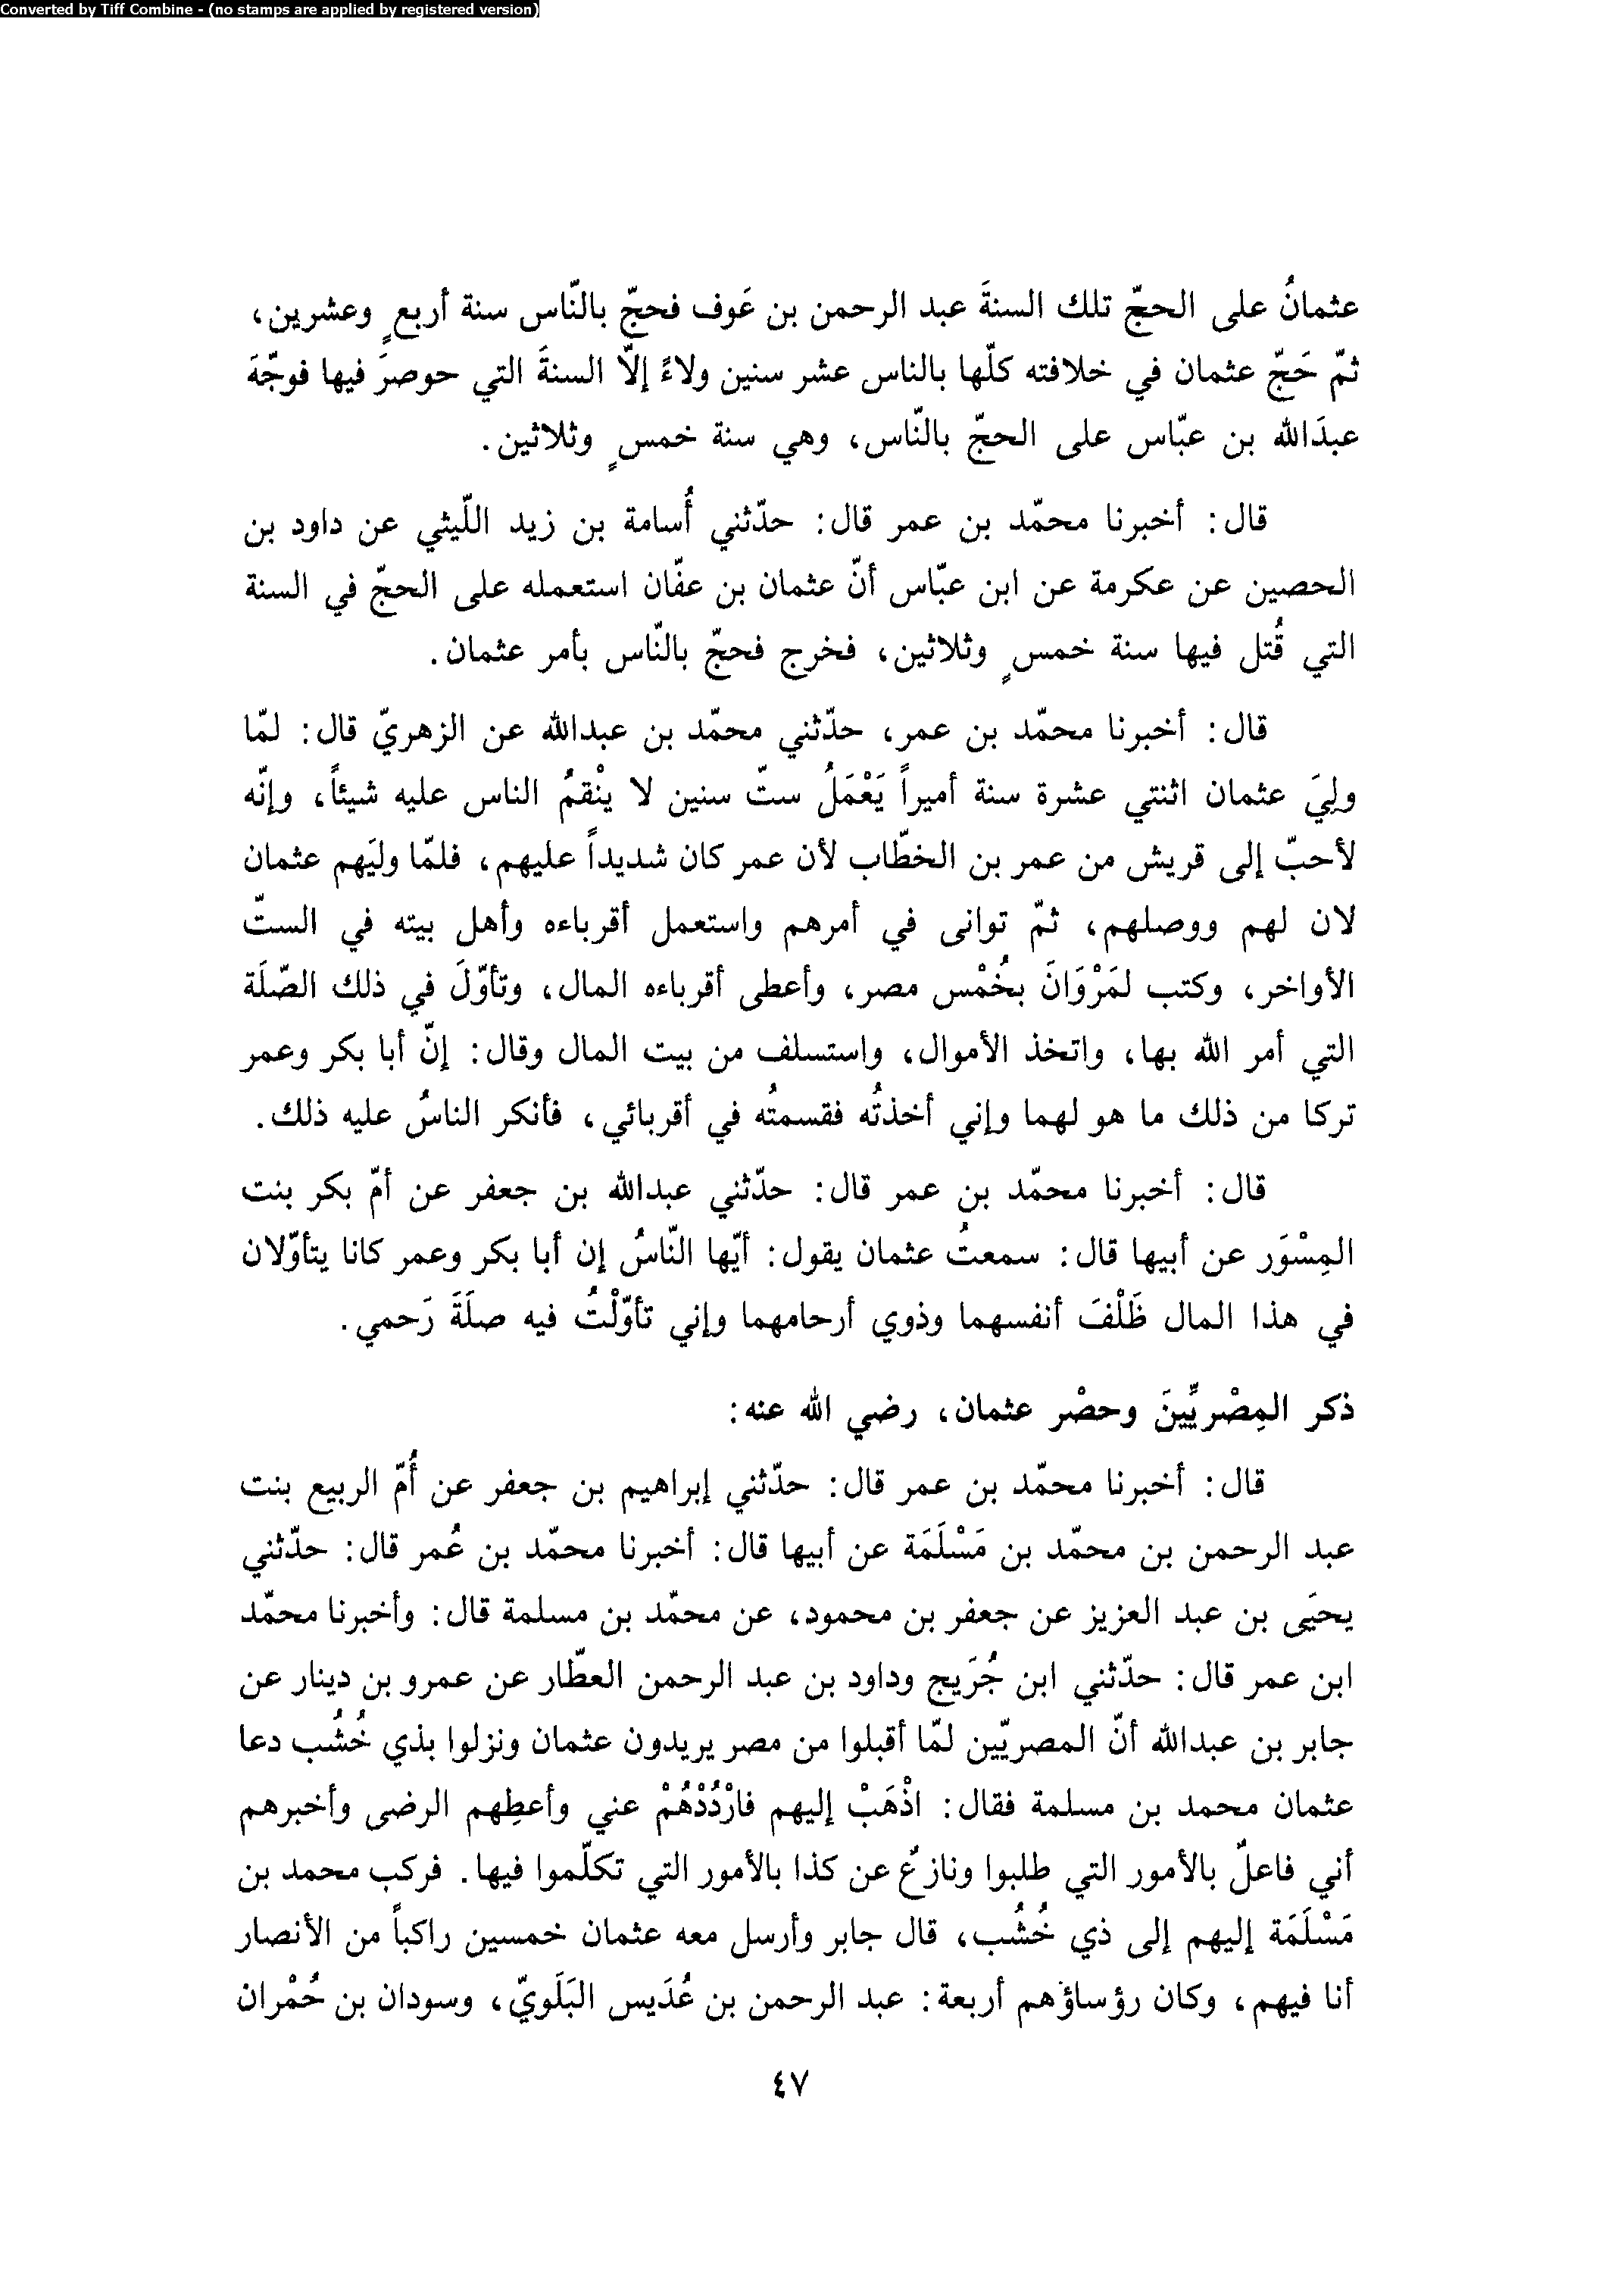 Converted by Tiff Combine - (no stamps are applied by registered version)
عثمانُ على الحجّ تلك السنةَ عبد الرحمن بن عَوف فحجّ بالنّاس سنة أربعٍ وعشرين،
ثمّ حَجّ عثمان في خلافته كلّها بالناس عشر سنين ولاءً إلّا السنةَ التي حوصرَ فيها فوجّهَ
عبدَالله بن عبّاس على الحجّ بالنّاس، وهي سنة خمسٍ وثلاثين.
قال: أخبرنا محمّد بن عمر قال: حدّثني أُسامة بن زيد اللّيثي عن داود بن
الحصين عن عكرمة عن ابن عبّاس أنّ عثمان بن عفّان استعمله على الحجّ في السنة
التي قُتل فيها سنة خمسٍ وثلاثين، فخرج فحجّ بالنّاس بأمر عثمان.
قال: أخبرنا محمّد بن عمر، حدّثني محمّد بن عبدالله عن الزهريّ قال: لمّا
ولِيَ عثمان اثنتي عشرة سنة أميراً يَعْمَلُ ستّ سنين لا ينْقمُ الناس عليه شيئاً، وإنّه
لأحبّ إلى قريش من عمر بن الخطّاب لأن عمر كان شديداً عليهم، فلمّا وليَهم عثمان
لان لهم ووصلهم، ثمّ توانى في أمرهم واستعمل أقرباءه وأهل بيته في الستّ
الأواخر، وكتب لمَرْوَانَ بخُمْس مصر، وأعطى أقرباءه المال، وتأوّلَ في ذلك الصّلَة
التي أمر الله بها، واتخذ الأموال، واستسلف من بيت المال وقال: إنّ أبا بكر وعمر
تركا من ذلك ما هو لهما وإني أخذتُه فقسمتُه في أقربائي، فأنكر الناسُ عليه ذلك.
قال: أخبرنا محمّد بن عمر قال: حدّثني عبدالله بن جعفر عن أمّ بكر بنت
المِسْوَر عن أبيها قال: سمعتُ عثمان يقول: أيّها النّاسُ إن أبا بكر وعمر كانا يتأوّلان
في هذا المال ظَلْفَ أنفسهما وذوي أرحامهما وإني تأوّلْتُ فيه صلَةَ رَحمي.
ذكر المِصْريِّينَ وحصْر عثمان، رضي الله عنه:
قال: أخبرنا محمّد بن عمر قال: حدّثني إبراهيم بن جعفر عن أُمّ الربيع بنت
عبد الرحمن بن محمّد بن مَسْلَمَة عن أبيها قال: أخبرنا محمّد بن عُمر قال: حدّثني
يحيَى بن عبد العزيز عن جعفر بن محمود، عن محمّد بن مسلمة قال: وأخبرنا محمّد
ابن عمر قال: حدّثني ابن جُرَيج وداود بن عبد الرحمن العطّار عن عمرو بن دينار عن
جابر بن عبدالله أنّ المصريّين لمّا أقبلوا من مصر يريدون عثمان ونزلوا بذي خُشُب دعا
عثمان محمد بن مسلمة فقال: اذْهَبْ إليهم فارْدُدْهُمْ عني وأعطِهم الرضى وأخبرهم
أني فاعلٌ بالأمور التي طلبوا ونازعٌ عن كذا بالأمور التي تكلّموا فيها. فركب محمد بن
مَسْلَمَة إليهم إلى ذي خُشُب، قال جابر وأرسل معه عثمان خمسين راكباً من الأنصار
أنا فيهم، وكان رؤساؤهم أربعة: عبد الرحمن بن عُدَيس البَلَويّ، وسودان بن حُمْران
٤٧